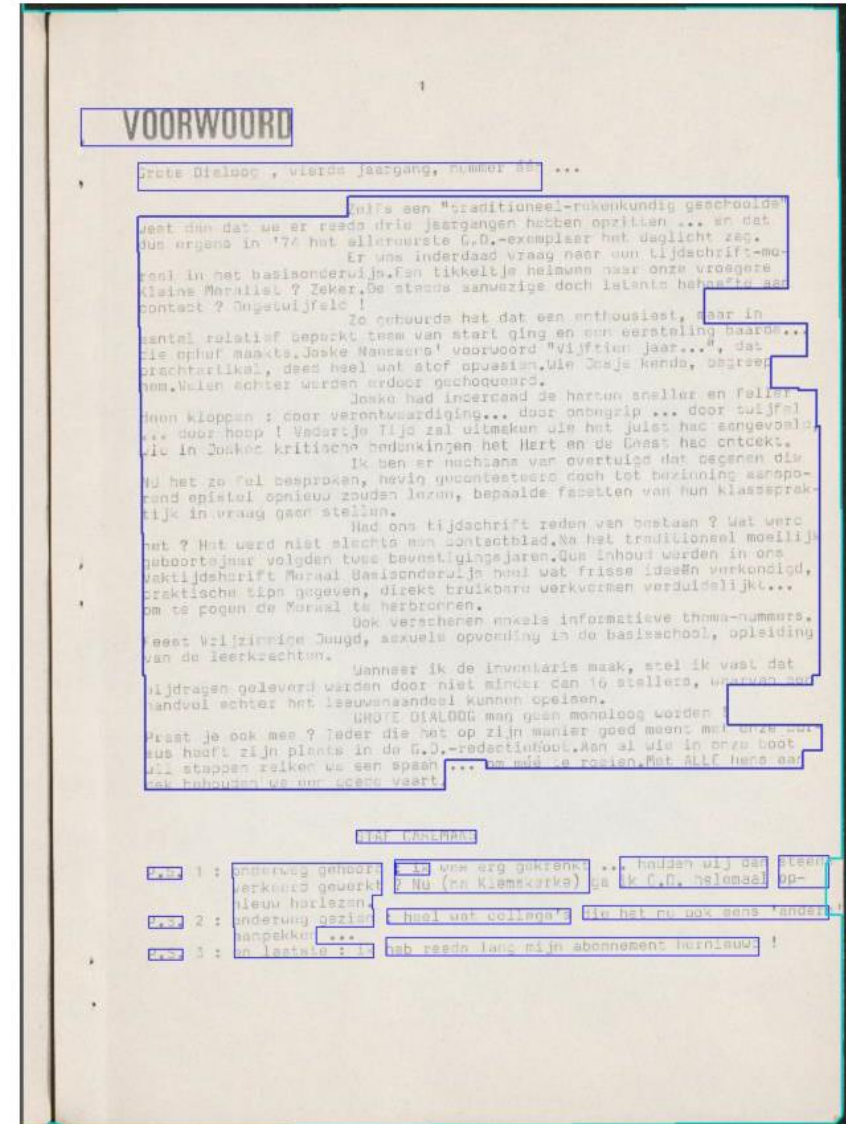 1
VOORWOORD
Grote Dialoog , vierde jaargang, nummer één ...
Zelfs een "traditioneel-rekenkundig geschoolde"
weet dan dat we er reeds drie jaargangen hebben opzitten ... en dat
dus ergens in '76 het allereerste G.D.-exemplaar het daglicht zag.
Er was inderdaad vraag naar een tijdschrift-mo-
raal in het basisonderwijs.Een tikkeltje heimwee naar onze vroegere
Kleine Moralist ? Zeker.De steeds aanwezige doch latente behoefte aan
contact ? Ongetwijfeld !
Zo gebeurde het dat een enthousiast, maar in
aantal relatief beperkt team van start ging en een eersteling baarde...
die ophef maakte.Joske Naessens' voorwoord "Vijftien jaar...", dat
prachtartikel, deed heel wat stof opwaaien.Wie Josje kende, begreep
hem.Velen echter werden erdoor gechoqueerd.
Joske had inderdaad de harten sneller en feller
doen kloppen : door verontwaardiging... door onbegrip ... door twijfel
... door hoop ! Vadertje Tijd zal uitmaken wie het juist had aangevoeld,
wie in Joskes kritische bedenkingen het Hart en de Geest had ontdekt.
Ik ben er nochtans van overtuigd dat degenen die
NU het zo fel besproken, hevig gecontesteerd doch tot bezinning aanspo-
rend epistel opnieuw zouden lezen, bepaalde facetten van hun klasseprak-
tijk in vraag gaan stellen.
Had ons tijdschrift reden van bestaan ? Wat werd
het ? Het werd niet slechts een contactblad.Na het traditioneel moeilijk
geboortejaar volgden twee bevestigingsjaren.Qua inhoud werden in ons
vaktijdshrift Moraal Basisonderwijs heel wat frisse ideeën verkondigd,
praktische tips gegeven, direkt bruikbare werkvormen verduidelijkt...
om te pogen de Moraal te herbronnen.
Ook verschenen enkele informatieve thema-nummers.
Feest Vrijzinnige Jeugd, sexuele opvoeding in de basisschool, opleiding
van de leerkrachten.
Wanneer ik de inventaris maak, stel ik vast dat
bijdragen geleverd werden door niet minder dan 16 stellers, waarvan een
handvol echter het leeuwenaandeel kunnen opeisen.
GROTE DIALOOG mag geen monoloog worden !
Praat je ook mee ? Ieder die het op zijn manier goed meent met onze
heeft zijn plaats in de G.D.-redactieboot.Aan al wie in onze boot
wil stappen reiken we een spaan ... om méé te roeien.Met ALLE hens aan
dek behouden we een goede vaart.
STAF
P.S. 1 : onderweg gehoord : ik was erg gekrenkt ... hadden wij dan steeds
verkeerd gewerkt ? Nu (na Klemskerke) ga ik G.D. helemaal op-
nieuw herlezen.
P.S. 2 : onderweg gezien : heel wat collega's die het nu ook eens 'anders'
aanpakken ...
P.S. 3 : en laatste : ik heb reeds lang mijn abonnement hernieuwd !